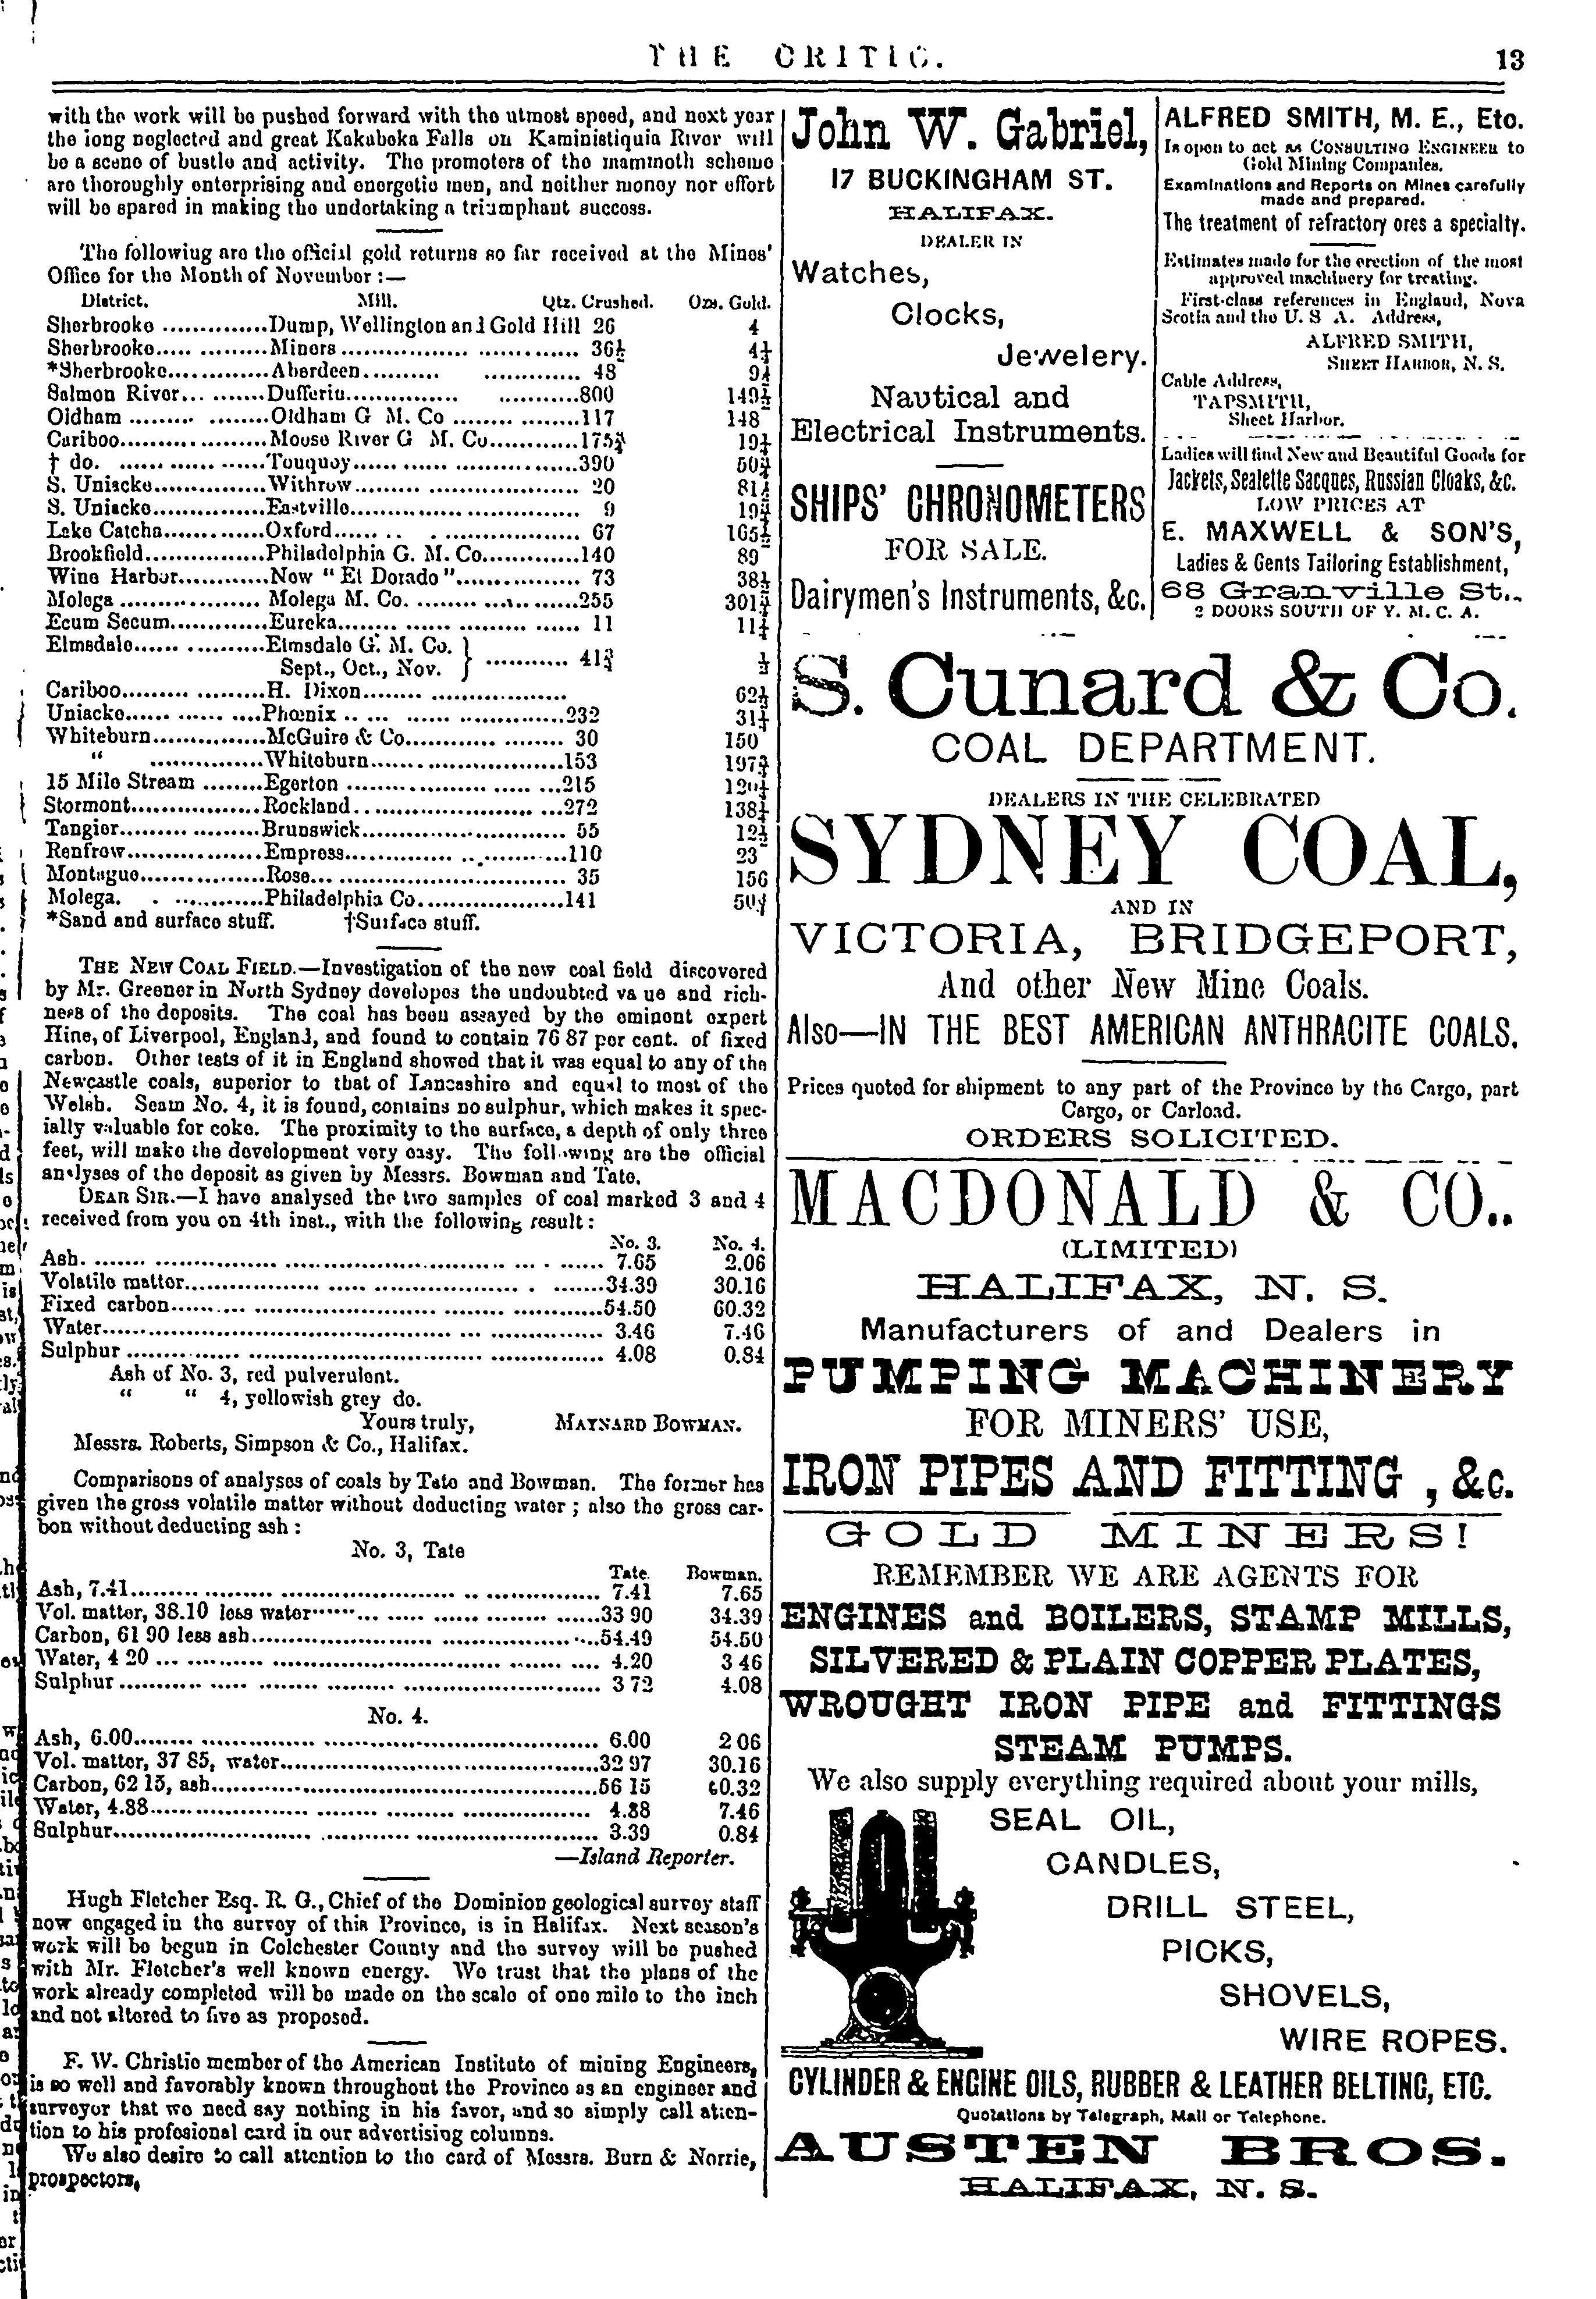 THE CRITIC.
13
with the work will be pushed forward with the utmost speed, and next year
the long neglected and great Kakaboka Falls on Kaministiquia River will
be a scene of bustle and activity. The promoters of the mammoth scheme
are thoroughly enterprising and energetic men, and neither money nor effort
will be spared in making the undertaking a triumphant success.
The following are the official gold returns so far received at the Mines'
Office for the Month of November :—
District. Mill. Qtz. Crushed. Ozs. Gold.
Sherbrooke ..............Dump, Wellington and Gold Hill 26 4
Sherbrooke..............Miners.............................. 36½ 4¼
*Sherbrooke.............Aberdeen.......................... 48
Salmon River............Dufferin..........................800 149½
Oldham ..................Oldham G M. Co ................117 148
Cariboo...................Moose River G M. Co............175¾ 19¼
† do. .....................Touquoy..........................390 50¾
S. Uniacke...............Withrow.......................... 20
S. Uniacke...............Eastville.......................... 9 19¾
Lake Catcha.............Oxford............................ 67
Brookfield................Philadelphia G. M. Co............140 89
Wine Harbor.............New "El Dorado"................. 73 38½
Molega ...................Molega M. Co. ...................255
Ecum Secum............Eureka............................ 11 11¼
Elmsdale.................Elmsdale G. M. Co.
Sept., Oct., Nov. } ........... 41¾ ½
Cariboo...................H. Dixon.......................... 62½
Uniacke...................Phœnix ..........................232 31¼
Whiteburn................McGuire & Co.................... 30 150
" ..............Whiteburn........................153 197¾
15 Mile Stream ........Egerton ..........................215
Stormont.................Rockland.........................272 138¼
Tangier...................Brunswick........................ 55 12½
Renfrew..................Empress..........................110 23
Montague................Rose.............................. 35 156
Molega. .................Philadelphia Co..................141
*Sand and surface stuff. †Surface stuff.
THE NEW COAL FIELD.—Investigation of the new coal field discovered
by Mr. Greener in North Sydney developes the undoubted va ue and rich-
ness of the deposits. The coal has been assayed by the eminent expert
Hine, of Liverpool, England, and found to contain 76 87 per cent. of fixed
carbon. Other tests of it in England showed that it was equal to any of the
Newcastle coals, superior to that of Lancashire and equal to most of the
Welsh. Seam No. 4, it is found, contains no sulphur, which makes it spec-
ially valuable for coke. The proximity to the surface, a depth of only three
feet, will make the development very easy. The following are the official
analyses of the deposit as given by Messrs. Bowman and Tate.
DEAR SIR.—I have analysed the two samples of coal marked 3 and 4
received from you on 4th inst., with the following result :
No. 3. No. 4.
Ash........................................ 7.65 2.06
Volatile matter............................34.39 30.16
Fixed carbon..............................54.50 60.32
Water...................................... 3.46 7.46
Sulphur .................................... 4.08 0.84
Ash of No. 3, red pulverulent.
" " 4, yellowish grey do.
Yours truly, MAYNARD BOWMAN.
Messrs. Roberts, Simpson & Co., Halifax.
Comparisons of analyses of coals by Tate and Bowman. The former has
given the gross volatile matter without deducting water ; also the gross car-
bon without deducting ash :
No. 3, Tate
Tate. Bowman.
Ash, 7.41.................................. 7.41 7.65
Vol. matter, 38.10 less water..............33 90 34.39
Carbon, 61 90 less ash....................54.49 54.50
Water, 4 20 ............................... 4.20 3 46
Sulphur .................................... 3 72 4.08
No. 4.
Ash, 6.00.................................. 6.00 2 06
Vol. matter, 37 85, water..................32 97 30.16
Carbon, 62 15, ash........................56 15 60.32
Water, 4.88................................ 4.88 7.46
Sulphur.................................... 3.39 0.84
—Island Reporter.
Hugh Fletcher Esq. R. G., Chief of the Dominion geological survey staff
now engaged in the survey of this Province, is in Halifax. Next season's
work will be begun in Colchester County and the survey will be pushed
with Mr. Fletcher's well known energy. We trust that the plans of the
work already completed will be made on the scale of one mile to the inch
and not altered to five as proposed.
F. W. Christie member of the American Institute of mining Engineers,
is so well and favorably known throughout the Province as an engineer and
surveyor that we need say nothing in his favor, and so simply call atten-
tion to his profesional card in our advertising columns.
We also desire to call attention to the card of Messrs. Burn & Norrie,
prospectors,
John W. Gabriel,
17 BUCKINGHAM ST.
HALIFAX.
DEALER IN
Watches,
Clocks,
Jewelery.
Nautical and
Electrical Instruments.
SHIPS' CHRONOMETERS
FOR SALE.
Dairymen's Instruments, &c.
ALFRED SMITH, M. E., Etc.
Is open to act as CONSULTING ENGINEER to
Gold Mining Companies.
Examinations and Reports on Mines carefully
made and prepared.
The treatment of refractory ores a specialty.
Estimates made for the erection of the most
approved machinery for treating.
First-class references in England, Nova
Scotia and the U. S A. Address,
ALFRED SMITH,
SHEET HARBOR, N. S.
Cable Address,
TAPSMITH,
Sheet Harbor.
Ladies will find New and Beautiful Goods for
Jackets, Sealette Sacques, Russian Cloaks, &c.
LOW PRICES AT
E. MAXWELL & SON'S,
Ladies & Gents Tailoring Establishment,
68 Granville St.,
2 DOORS SOUTH OF Y. M. C. A.
S. Cunard & Co.
COAL DEPARTMENT.
DEALERS IN THE CELEBRATED
SYDNEY COAL,
AND IN
VICTORIA, BRIDGEPORT,
And other New Mine Coals.
Also—IN THE BEST AMERICAN ANTHRACITE COALS.
Prices quoted for shipment to any part of the Province by the Cargo, part
Cargo, or Carload.
ORDERS SOLICITED.
MACDONALD & CO..
(LIMITED)
HALIFAX, N. S.
Manufacturers of and Dealers in
PUMPING MACHINERY
FOR MINERS' USE,
IRON PIPES AND FITTING , &c.
GOLD MINERS!
REMEMBER WE ARE AGENTS FOR
ENGINES and BOILERS, STAMP MILLS,
SILVERED & PLAIN COPPER PLATES,
WROUGHT IRON PIPE and FITTINGS
STEAM PUMPS.
We also supply everything required about your mills,
SEAL OIL,
CANDLES,
DRILL STEEL,
PICKS,
SHOVELS,
WIRE ROPES.
CYLINDER & ENGINE OILS, RUBBER & LEATHER BELTING, ETC.
Quotations by Telegraph, Mail or Telephone.
AUSTEN BROS.
HALIFAX, N. S.